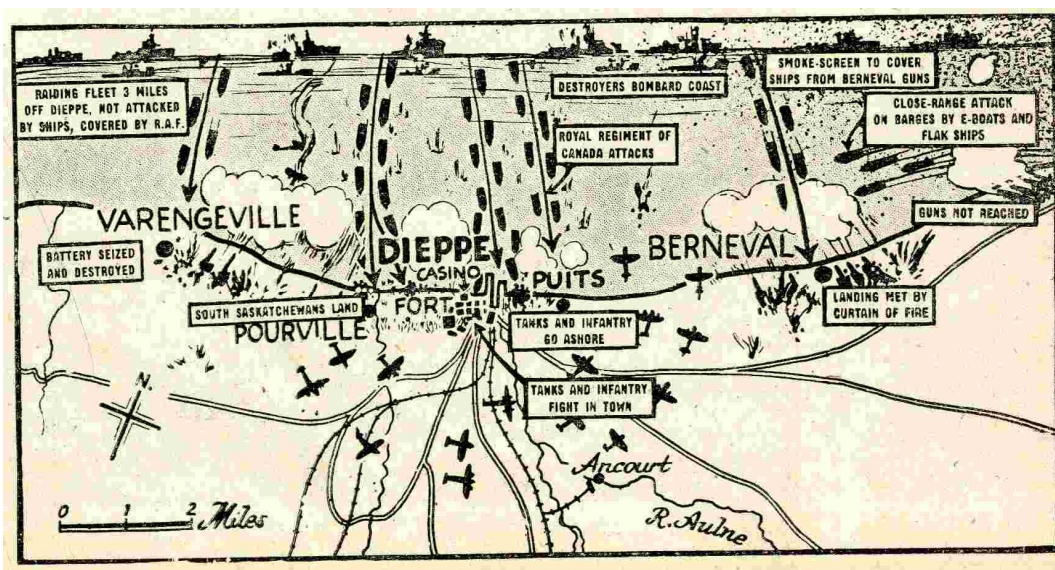 RAIDING FLEET 3 MILES
OFF DIEPPE, NOT ATTACKED
BY SHIPS, COVERED BY R.A.F.
DESTROYERS BOMBARD COAST
SMOKE-SCREEN TO COVER
SHIPS FROM BERNEVAL GUNS
CLOSE-RANGE ATTACK
ON BARGES BY E-BOATS AND
FLAK SHIPS
ROYAL REGIMENT OF
CANADA ATTACKS
GUNS NOT REACHED
VARENGEVILLE
BATTERY SEIZED
AND DESTROYED
DIEPPE
CASINO
FORT
PUITS
BERNEVAL
SOUTH SASKATCHEWANS LAND
POURVILLE
TANKS AND INFANTRY
GO ASHORE
LANDING MET BY
CURTAIN OF FIRE
TANKS AND INFANTRY
FIGHT IN TOWN
N.
Ancourt
R. Aulne
0 1 2 Miles